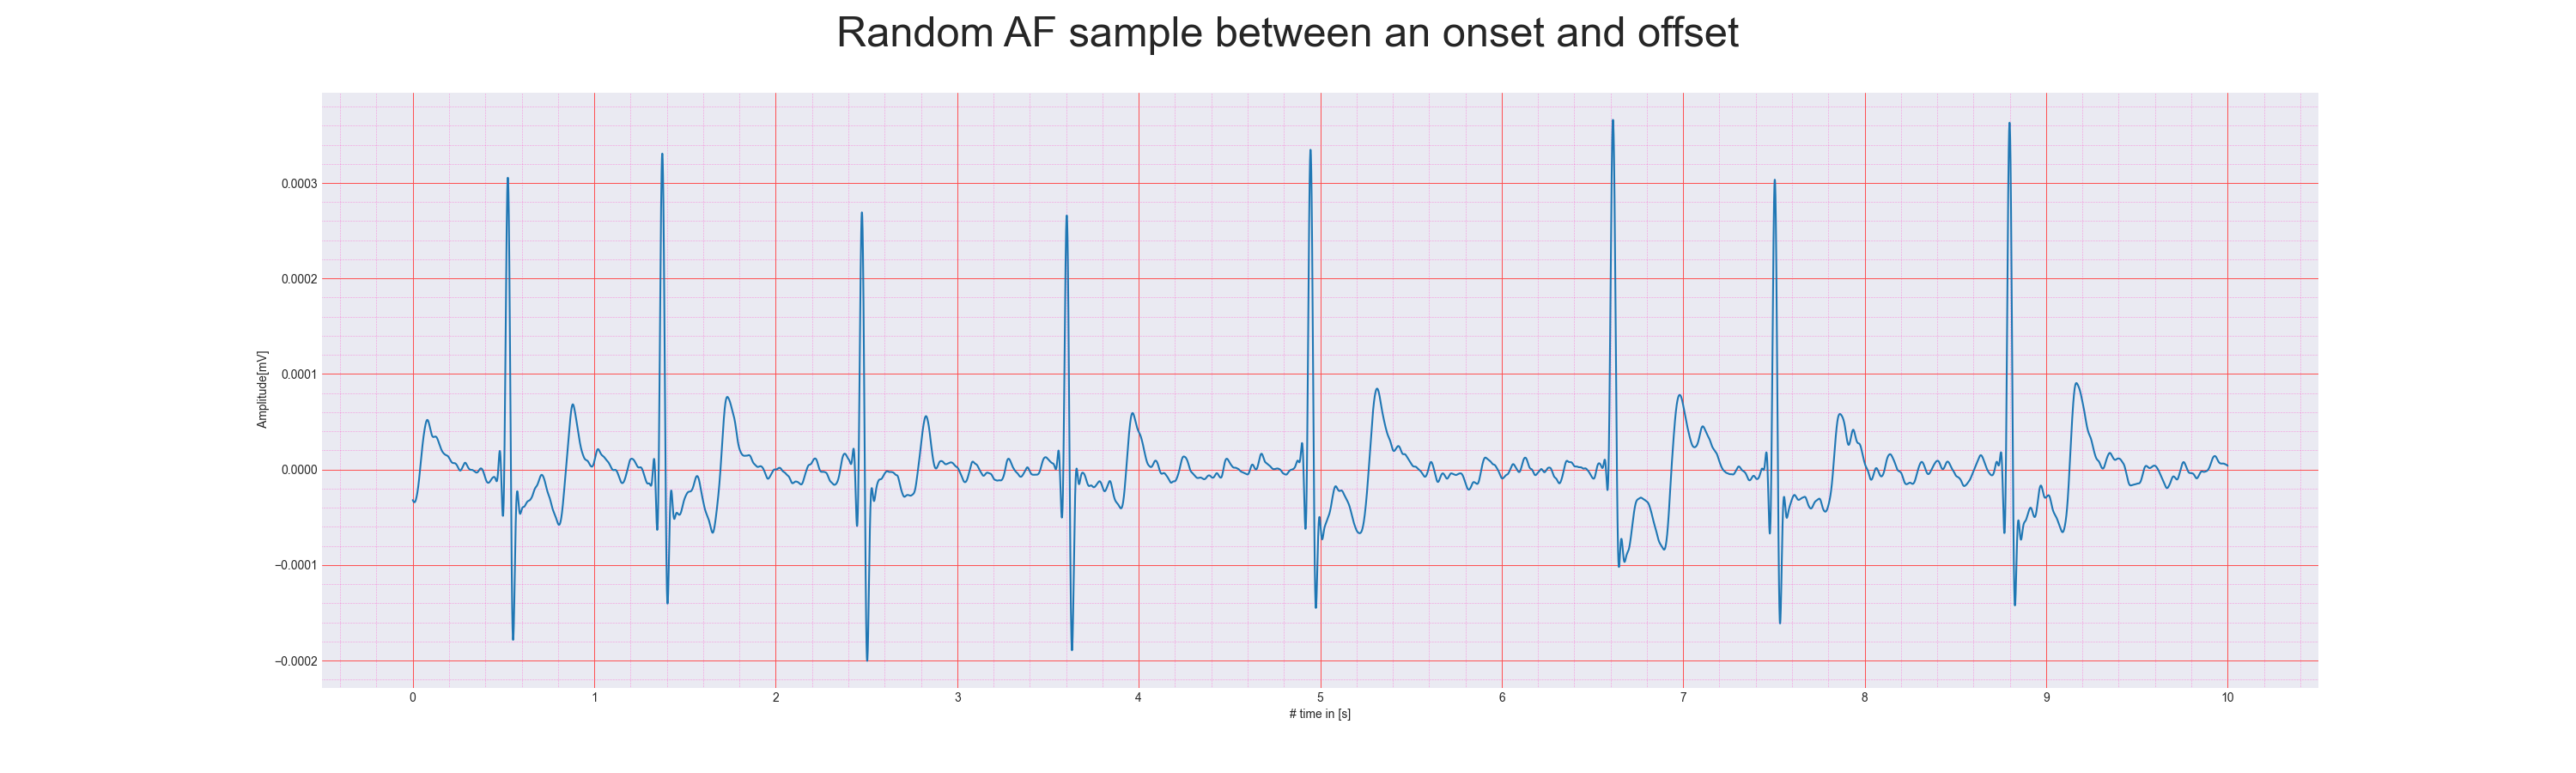 Random AF sample between an onset and offset
0.0003
0.0002
0.0001
0.0000
−0.0001
−0.0002
Amplitude[mV]
0 1 2 3 4 5 6 7 8 9 10
# time in [s]